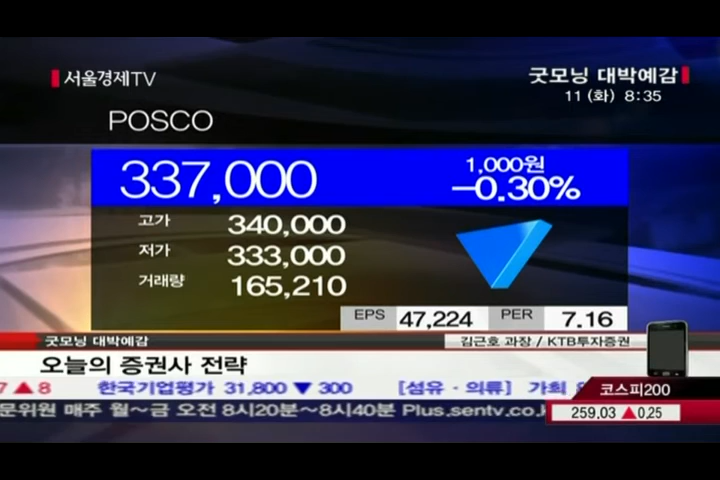 서울경제TV
굿모닝 대박예감
11 (화) 8:35
POSCO
337,000
1,000원
-0.30%
고가 340,000
저가 333,000
거래량 165,210
EPS 47,224 PER 7.16
굿모닝 대박예감
김근호 과장 / KTB투자증권
오늘의 증권사 전략
7 ▲ 8 한국기업평가 31,800 ▼ 300 [섬유 · 의류] 가희
코스피200
문위원 매주 월~금 오전 8시20분~8시40분 Plus.sentv.co.k
259.03 ▲ 0.25